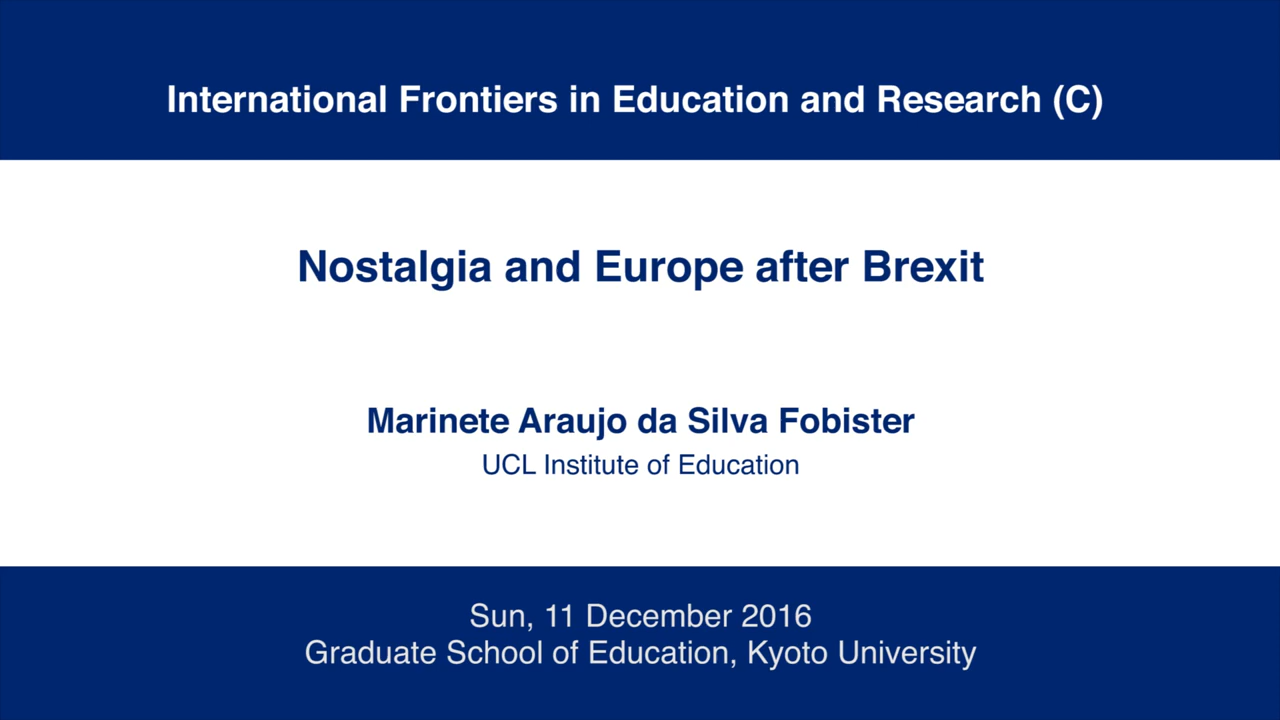 International Frontiers in Education and Research (C)
Nostalgia and Europe after Brexit
Marinete Araujo da Silva Fobister
UCL Institute of Education
Sun, 11 December 2016
Graduate School of Education, Kyoto University